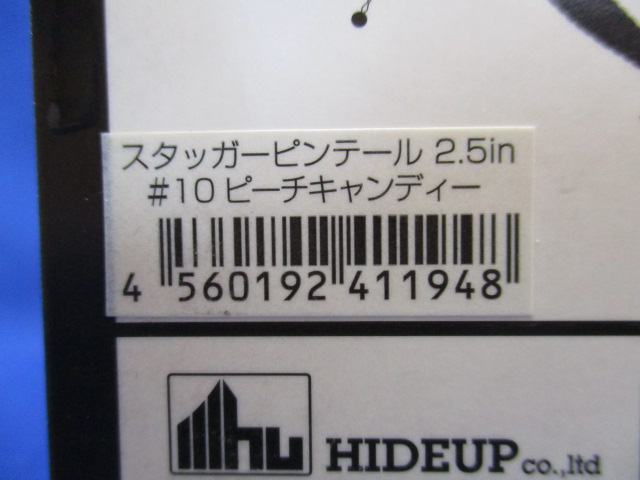 スタッガーピンテール 2.5in
#10 ピーチキャンディー
4 560192 411948
hu HIDEUP co.,ltd